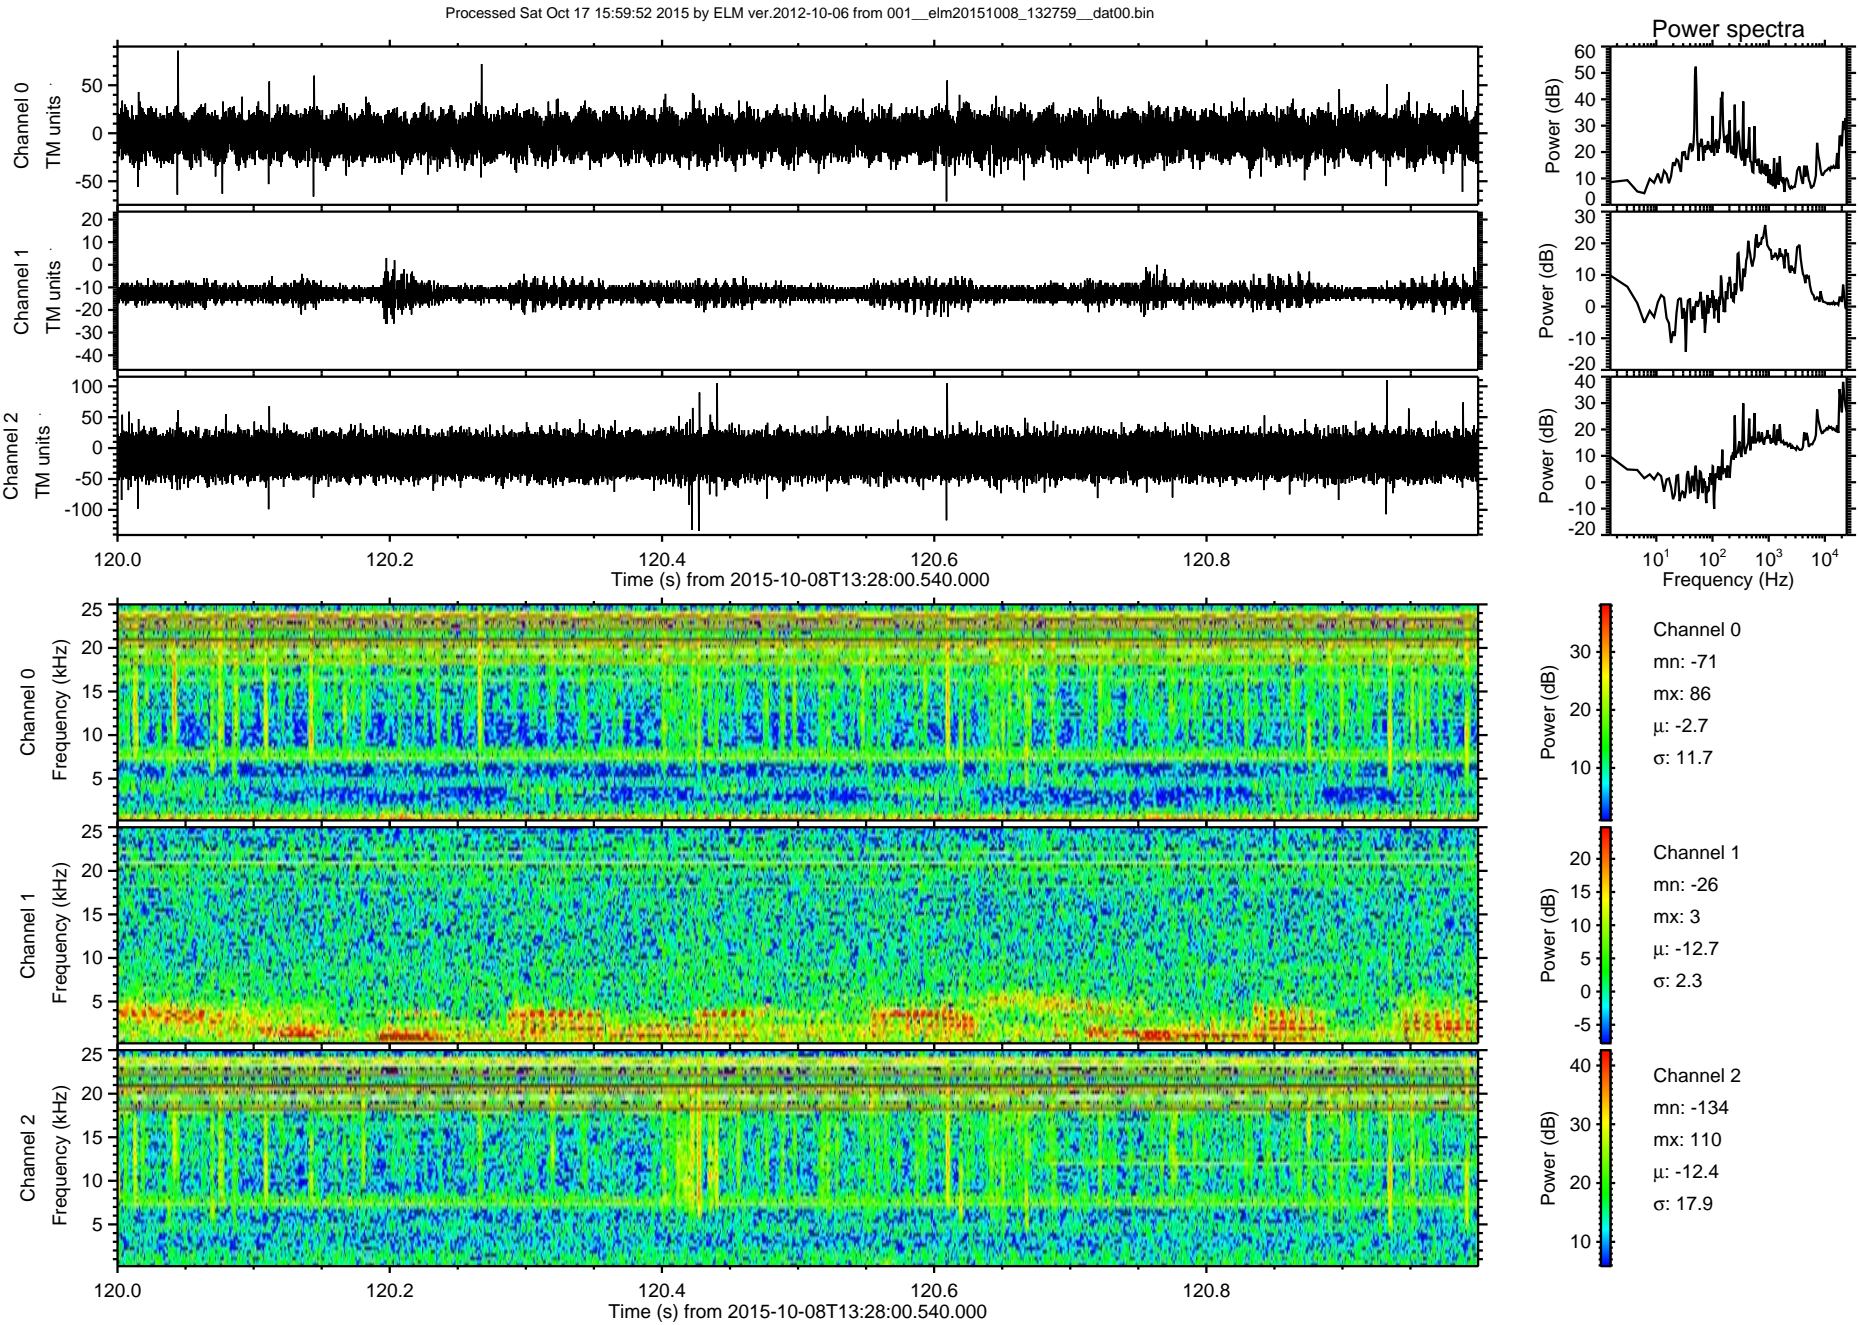 Processed Sat Oct 17 15:59:52 2015 by ELM ver.2012-10-06 from 001__elm20151008_132759__dat00.bin
Power spectra
Channel 0
TM units
50
0
-50
Power (dB)
60
50
40
30
20
10
0
Channel 1
TM units
20
10
0
-10
-20
-30
-40
Power (dB)
30
20
10
0
-10
-20
Channel 2
TM units
100
50
0
-50
-100
Power (dB)
40
30
20
10
0
-10
-20
120.0 120.2 120.4 120.6 120.8
Time (s) from 2015-10-08T13:28:00.540.000
10¹ 10² 10³ 10⁴
Frequency (Hz)
Channel 0
Frequency (kHz)
25
20
15
10
5
Power (dB)
30
20
10
Channel 0
mn: -71
mx: 86
µ: -2.7
σ: 11.7
Channel 1
Frequency (kHz)
25
20
15
10
5
Power (dB)
20
15
10
5
0
-5
Channel 1
mn: -26
mx: 3
µ: -12.7
σ: 2.3
Channel 2
Frequency (kHz)
25
20
15
10
5
Power (dB)
40
30
20
10
Channel 2
mn: -134
mx: 110
µ: -12.4
σ: 17.9
120.0 120.2 120.4 120.6 120.8
Time (s) from 2015-10-08T13:28:00.540.000